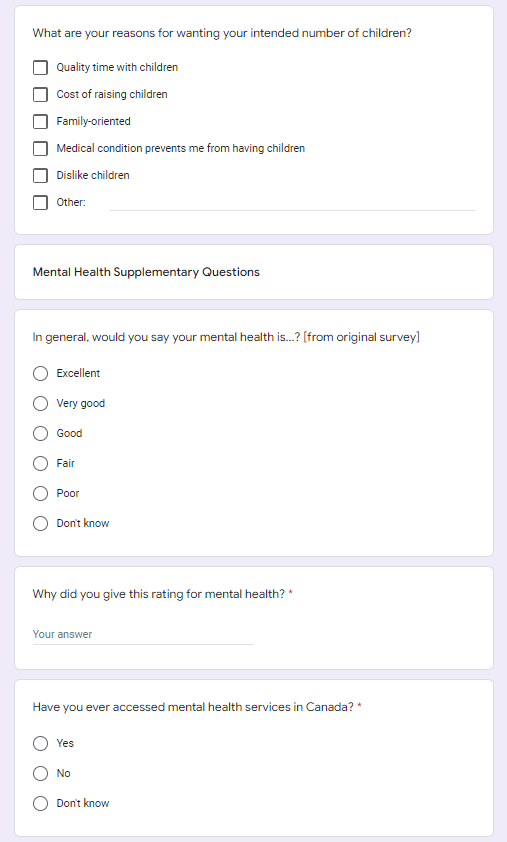 What are your reasons for wanting your intended number of children?
Quality time with children
Cost of raising children
Family-oriented
Medical condition prevents me from having children
Dislike children
Other:
Mental Health Supplementary Questions
In general, would you say your mental health is...? [from original survey]
Excellent
Very good
Good
Fair
Poor
Don't know
Why did you give this rating for mental health? *
Your answer
Have you ever accessed mental health services in Canada? *
Yes
No
Don't know